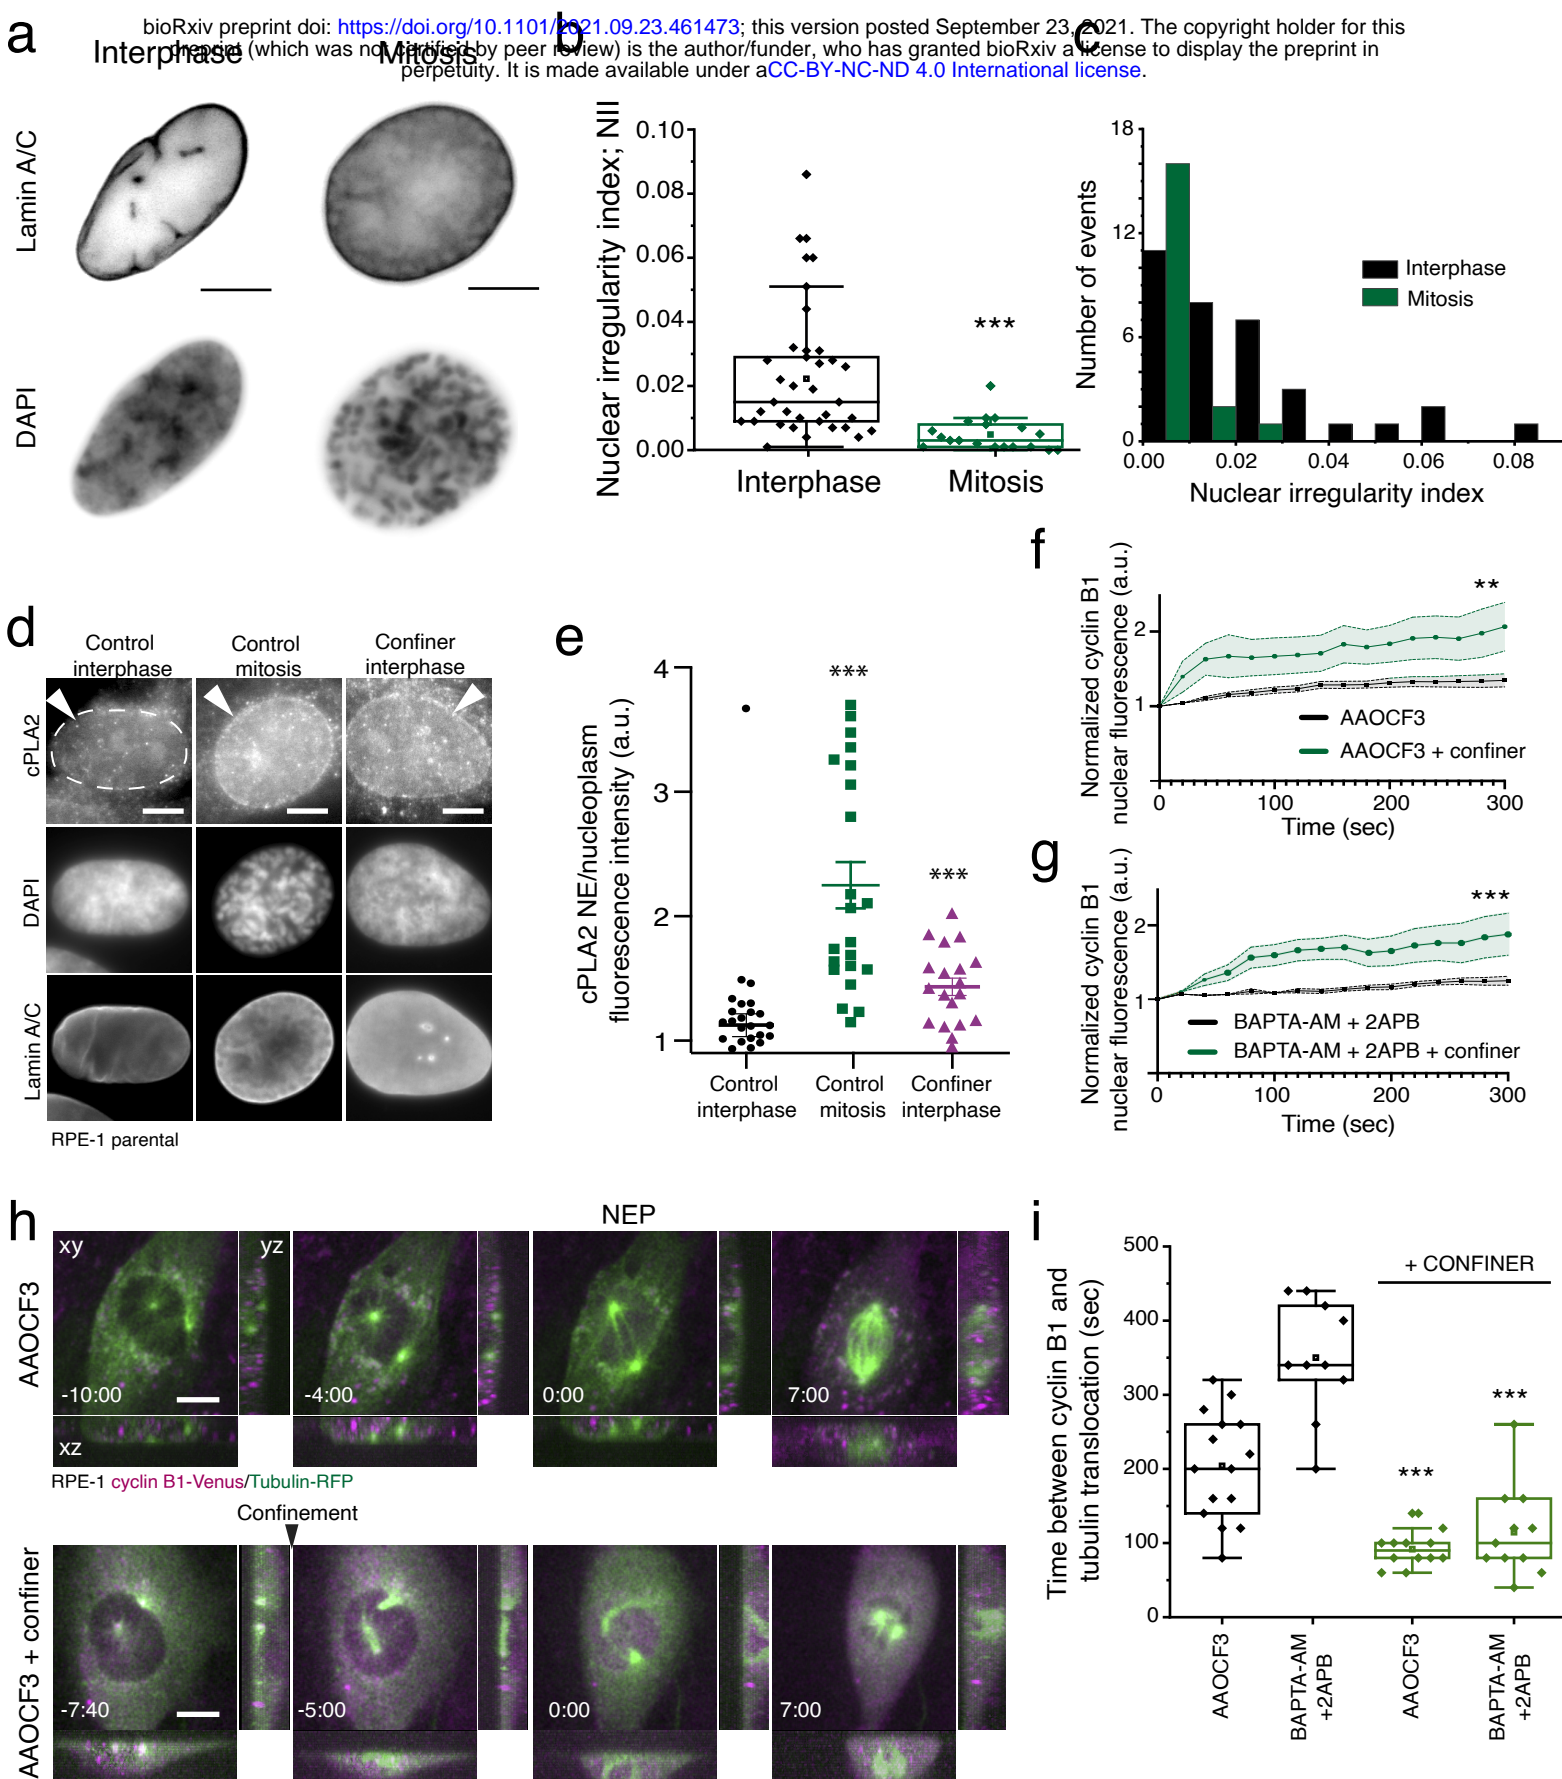 bioRxiv preprint doi: https://doi.org/10.1101/2021.09.23.461473; this version posted September 23, 2021. The copyright holder for this
preprint (which was not certified by peer review) is the author/funder, who has granted bioRxiv a license to display the preprint in
perpetuity. It is made available under aCC-BY-NC-ND 4.0 International license.
a
Interphase
Mitosis
Lamin A/C
DAPI
b
Nuclear irregularity index; NII
0.10
0.08
0.06
0.04
0.02
0.00
***
Interphase
Mitosis
c
Number of events
18
12
6
0
Interphase
Mitosis
0.00
0.02
0.04
0.06
0.08
Nuclear irregularity index
d
Control
interphase
Control
mitosis
Confiner
interphase
cPLA2
DAPI
Lamin A/C
RPE-1 parental
e
cPLA2 NE/nucleoplasm
fluorescence intensity (a.u.)
4
3
2
1
***
***
Control
interphase
Control
mitosis
Confiner
interphase
f
Normalized cyclin B1
nuclear fluorescence (a.u.)
2
1
**
AAOCF3
AAOCF3 + confiner
0
100
200
300
Time (sec)
g
Normalized cyclin B1
nuclear fluorescence (a.u.)
2
1
***
BAPTA-AM + 2APB
BAPTA-AM + 2APB + confiner
0
100
200
300
Time (sec)
h
NEP
AAOCF3
xy
yz
xz
-10:00
-4:00
0:00
7:00
RPE-1 cyclin B1-Venus/Tubulin-RFP
Confinement
AAOCF3 + confiner
-7:40
-5:00
0:00
7:00
i
Time between cyclin B1 and
tubulin translocation (sec)
500
400
300
200
100
0
+ CONFINER
***
***
AAOCF3
BAPTA-AM
+2APB
AAOCF3
BAPTA-AM
+2APB